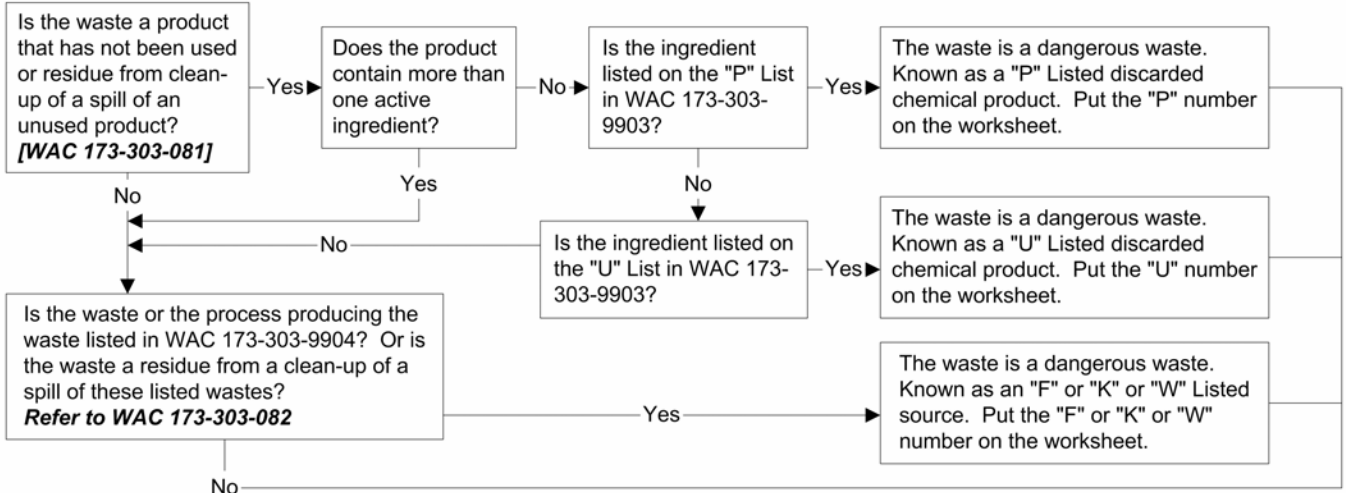 Is the waste a product
that has not been used
or residue from clean-
up of a spill of an
unused product?
[WAC 173-303-081]
Yes
Does the product
contain more than
one active
ingredient?
No
Is the ingredient
listed on the "P" List
in WAC 173-303-
9903?
Yes
The waste is a dangerous waste.
Known as a "P" Listed discarded
chemical product. Put the "P" number
on the worksheet.
No
Yes
No
No
Is the ingredient listed on
the "U" List in WAC 173-
303-9903?
Yes
The waste is a dangerous waste.
Known as a "U" Listed discarded
chemical product. Put the "U" number
on the worksheet.
Is the waste or the process producing the
waste listed in WAC 173-303-9904? Or is
the waste a residue from a clean-up of a
spill of these listed wastes?
Refer to WAC 173-303-082
Yes
The waste is a dangerous waste.
Known as an "F" or "K" or "W" Listed
source. Put the "F" or "K" or "W"
number on the worksheet.
No